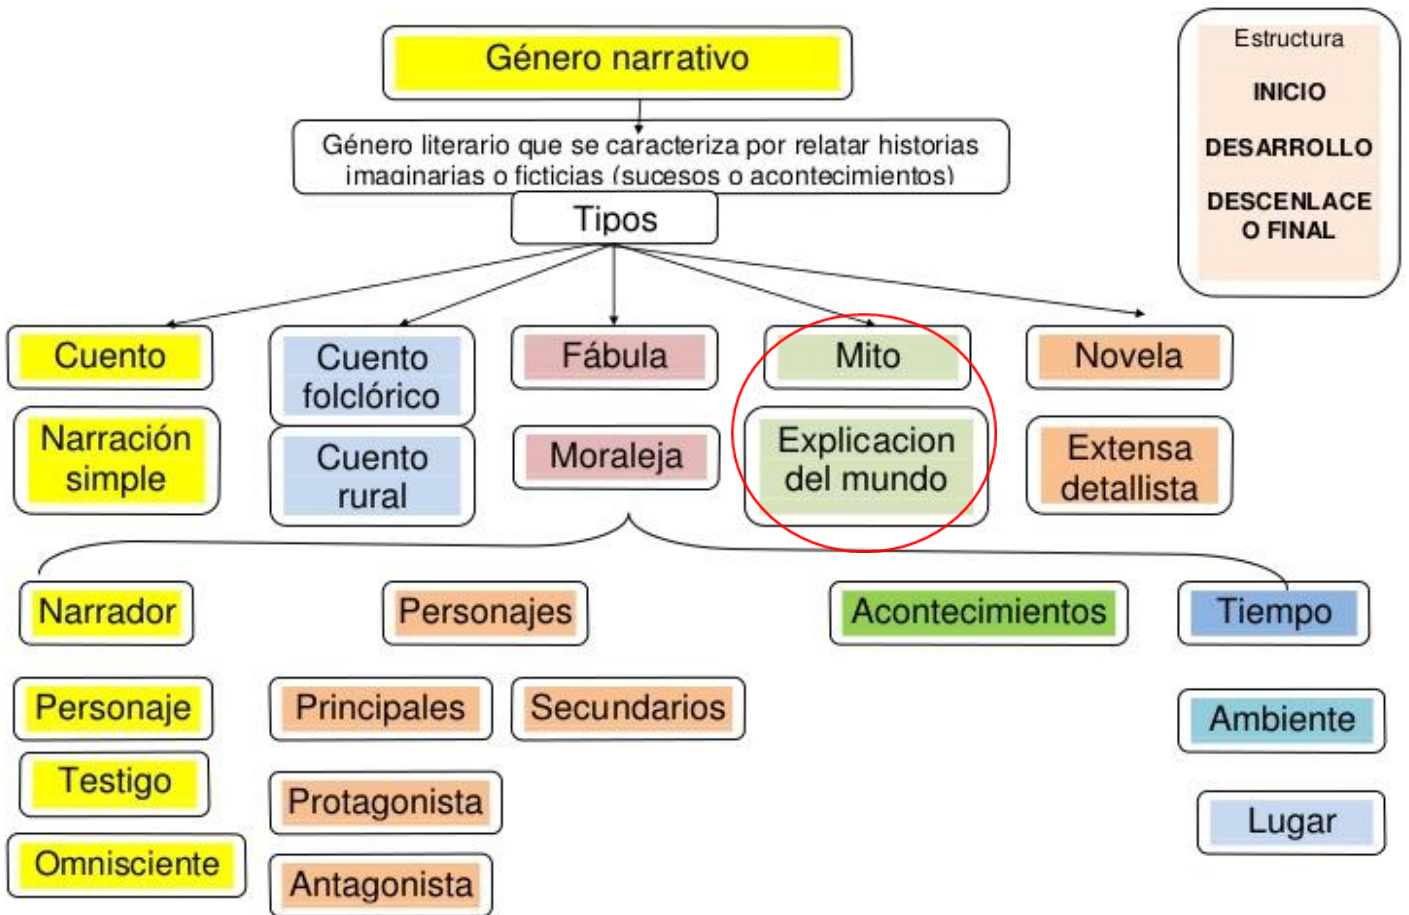 Género narrativo
Género literario que se caracteriza por relatar historias
imaginarias o ficticias (sucesos o acontecimientos)
Tipos
Estructura
INICIO
DESARROLLO
DESCENLACE
O FINAL
Cuento
Narración
simple
Cuento
folclórico
Cuento
rural
Fábula
Moraleja
Mito
Explicacion
del mundo
Novela
Extensa
detallista
Narrador
Personaje
Testigo
Omnisciente
Personajes
Principales
Secundarios
Protagonista
Antagonista
Acontecimientos
Tiempo
Ambiente
Lugar